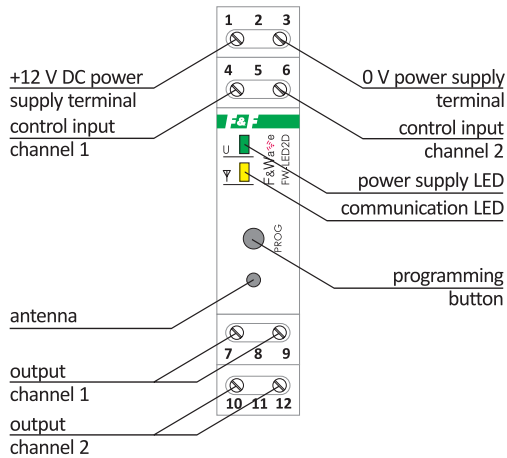 1 2 3
+12 V DC power
supply terminal
0 V power supply
terminal
4 5 6
control input
channel 1
control input
channel 2
F&F
U
F&Wave
FW-LED2D
power supply LED
communication LED
PROG
programming
button
antenna
7 8 9
output
channel 1
10 11 12
output
channel 2